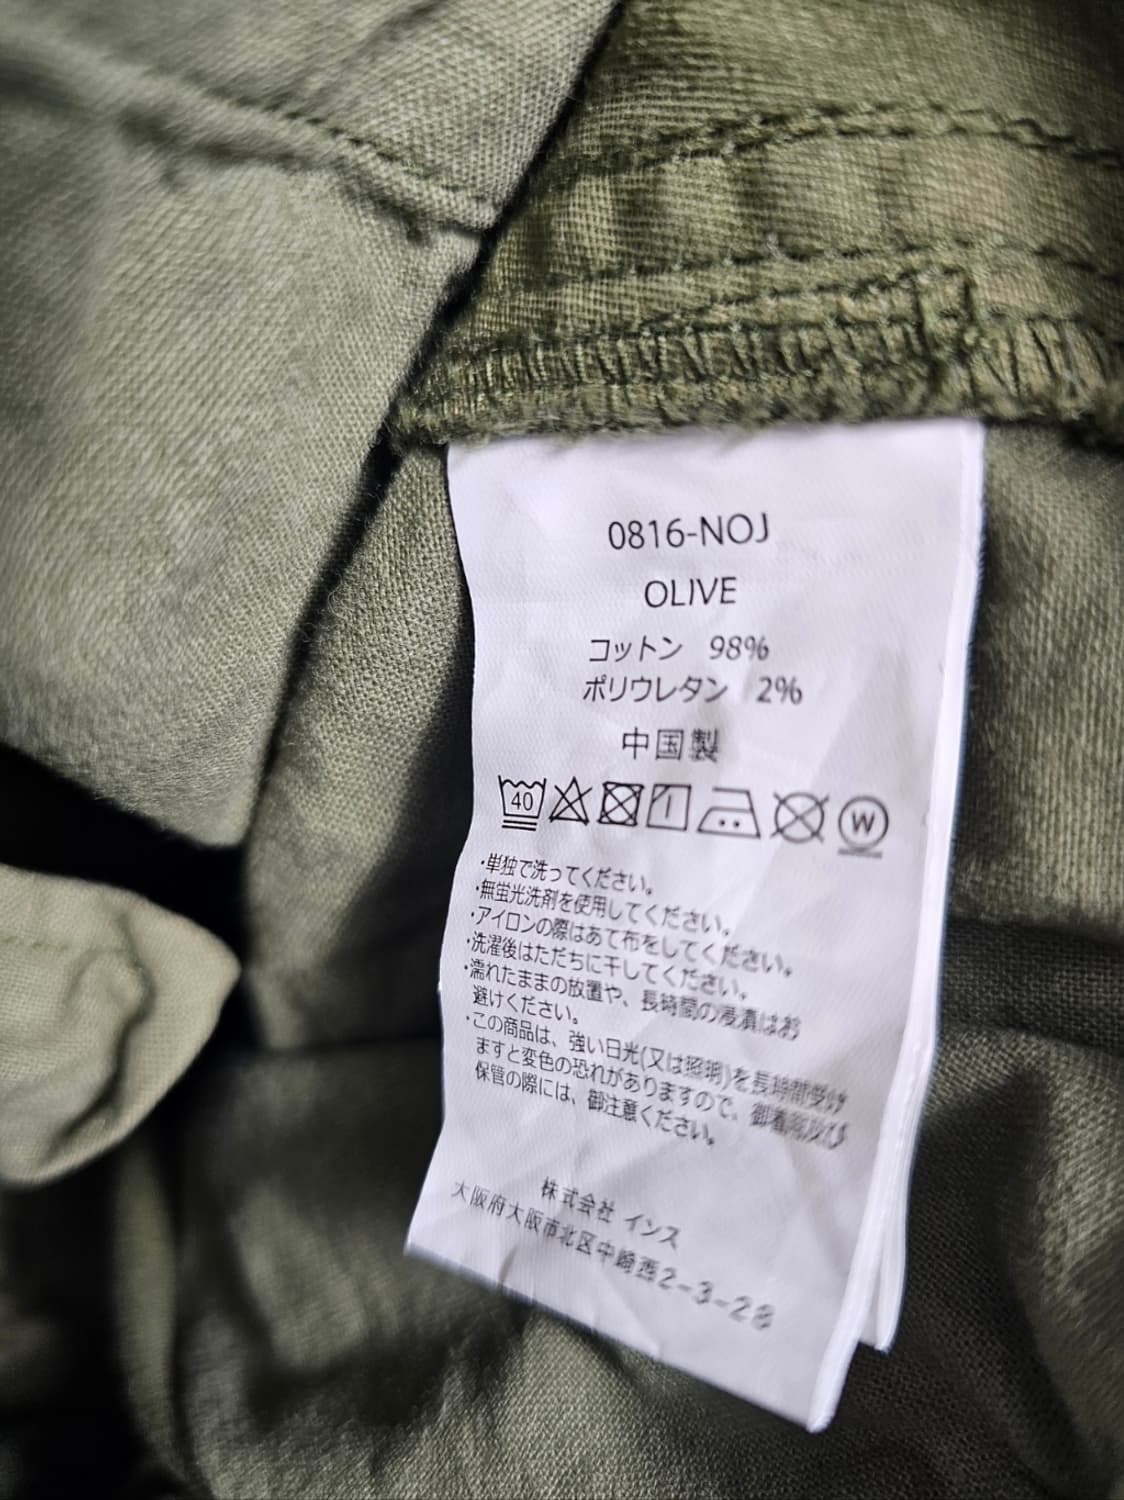 0816-NOJ
OLIVE
コットン 98%
ポリウレタン 2%
中国製
40
W
・単独で洗ってください。
・無蛍光洗剤を使用してください。
・アイロンの際はあて布をしてください。
・洗濯後はただちに干してください。
・濡れたままの放置や、長時間の浸漬はお
避けください。
・この商品は、強い日光(又は照明)を長時間受け
ますと変色の恐れがありますので、御着用及び
保管の際には、御注意ください。
株式会社 インス
大阪府大阪市北区中崎西2-3-28